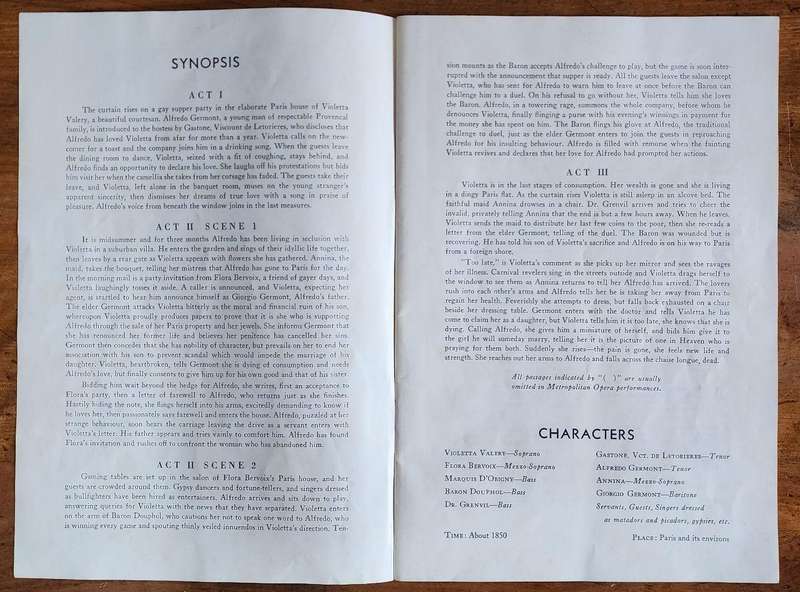 SYNOPSIS
ACT I
The curtain rises on a gay supper party in the elaborate Paris house of Violetta
Valery, a beautiful courtesan. Alfredo Germont, a young man of respectable Provencal
family, is introduced to the hostess by Gastone, Viscount de Letorieres, who discloses that
Alfredo has loved Violetta from afar for more than a year. Violetta calls on the new-
comer for a toast and the company joins him in a drinking song. When the guests leave
the dining room to dance, Violetta, seized with a fit of coughing, stays behind, and
Alfredo finds an opportunity to declare his love. She laughs off his protestations but bids
him visit her when the camellia she takes from her corsage has faded. The guests take their
leave, and Violetta, left alone in the banquet room, muses on the young stranger's
apparent sincerity, then dismisses her dreams of true love with a song in praise of
pleasure. Alfredo's voice from beneath the window joins in the last measures.
ACT II SCENE 1
It is midsummer and for three months Alfredo has been living in seclusion with
Violetta in a suburban villa. He enters the garden and sings of their idyllic life together,
then leaves by a rear gate as Violetta appears with flowers she has gathered. Annina, the
maid, takes the bouquet, telling her mistress that Alfredo has gone to Paris for the day.
In the morning mail is a party invitation from Flora Bervoix, a friend of gayer days, and
Violetta laughingly tosses it aside. A caller is announced, and Violetta, expecting her
agent, is startled to hear him announce himself as Giorgio Germont, Alfredo's father.
The elder Germont attacks Violetta bitterly as the moral and financial ruin of his son,
whereupon Violetta proudly produces papers to prove that it is she who is supporting
Alfredo through the sale of her Paris property and her jewels. She informs Germont that
she has renounced her former life and believes her penitence has cancelled her sins.
Germont then concedes that she has nobility of character, but prevails on her to end her
association with his son to prevent scandal which would impede the marriage of his
daughter. Violetta, heartbroken, tells Germont she is dying of consumption and needs
Alfredo's love, but finally consents to give him up for his own good and that of his sister.
Bidding him wait beyond the hedge for Alfredo, she writes, first an acceptance to
Flora's party, then a letter of farewell to Alfredo, who returns just as she finishes.
Hastily hiding the note, she flings herself into his arms, excitedly demanding to know if
he loves her, then passionately says farewell and enters the house. Alfredo, puzzled at her
strange behaviour, soon hears the carriage leaving the drive as a servant enters with
Violetta's letter. His father appears and tries vainly to comfort him. Alfredo has found
Flora's invitation and rushes off to confront the woman who has abandoned him.
ACT II SCENE 2
Gaming tables are set up in the salon of Flora Bervoix's Paris house, and her
guests are crowded around them. Gypsy dancers and fortune-tellers, and singers dressed
as bullfighters have been hired as entertainers. Alfredo arrives and sits down to play,
answering queries for Violetta with the news that they have separated. Violetta enters
on the arm of Baron Douphol, who cautions her not to speak one word to Alfredo, who
is winning every game and spouting thinly veiled innuendos in Violetta's direction. Ten-
sion mounts as the Baron accepts Alfredo's challenge to play, but the game is soon inter-
rupted with the announcement that supper is ready. All the guests leave the salon except
Violetta, who has sent for Alfredo to warn him to leave at once before the Baron can
challenge him to a duel. On his refusal to go without her, Violetta tells him she loves
the Baron. Alfredo, in a towering rage, summons the whole company, before whom he
denounces Violetta, finally flinging a purse with his evening's winnings in payment for
the money she has spent on him. The Baron flings his glove at Alfredo, the traditional
challenge to duel, just as the elder Germont enters to join the guests in reproaching
Alfredo for his insulting behaviour. Alfredo is filled with remorse when the fainting
Violetta revives and declares that her love for Alfredo had prompted her actions.
ACT III
Violetta is in the last stages of consumption. Her wealth is gone and she is living
in a dingy Paris flat. As the curtain rises Violetta is still asleep in an alcove bed. The
faithful maid Annina drowses in a chair. Dr. Grenvil arrives and tries to cheer the
invalid, privately telling Annina that the end is but a few hours away. When he leaves,
Violetta sends the maid to distribute her last few coins to the poor, then she re-reads a
letter from the elder Germont, telling of the duel. The Baron was wounded but is
recovering. He has told his son of Violetta's sacrifice and Alfredo is on his way to Paris
from a foreign shore.
"Too late," is Violetta's comment as she picks up her mirror and sees the ravages
of her illness. Carnival revelers sing in the streets outside and Violetta drags herself to
the window to see them as Annina returns to tell her Alfredo has arrived. The lovers
rush into each other's arms and Alfredo tells her he is taking her away from Paris to
regain her health. Feverishly she attempts to dress, but falls back exhausted on a chair
beside her dressing table. Germont enters with the doctor and tells Violetta he has
come to claim her as a daughter, but Violetta tells him it is too late, she knows that she is
dying. Calling Alfredo, she gives him a miniature of herself, and bids him give it to
the girl he will someday marry, telling her it is the picture of one in Heaven who is
praying for them both. Suddenly she rises—the pain is gone, she feels new life and
strength. She reaches out her arms to Alfredo and falls across the chaise longue, dead.
All passages indicated by "( )" are usually
omitted in Metropolitan Opera performances.
CHARACTERS
VIOLETTA VALERY—Soprano
FLORA BERVOIX—Mezzo-Soprano
MARQUIS D'OBIGNY—Bass
BARON DOUPHOL—Bass
DR. GRENVIL—Bass
GASTONE, VCT. DE LETORIERES—Tenor
ALFREDO GERMONT—Tenor
ANNINA—Mezzo-Soprano
GIORGIO GERMONT—Baritone
Servants, Guests, Singers dressed
as matadors and picadors, gypsies, etc.
TIME: About 1850
PLACE: Paris and its environs